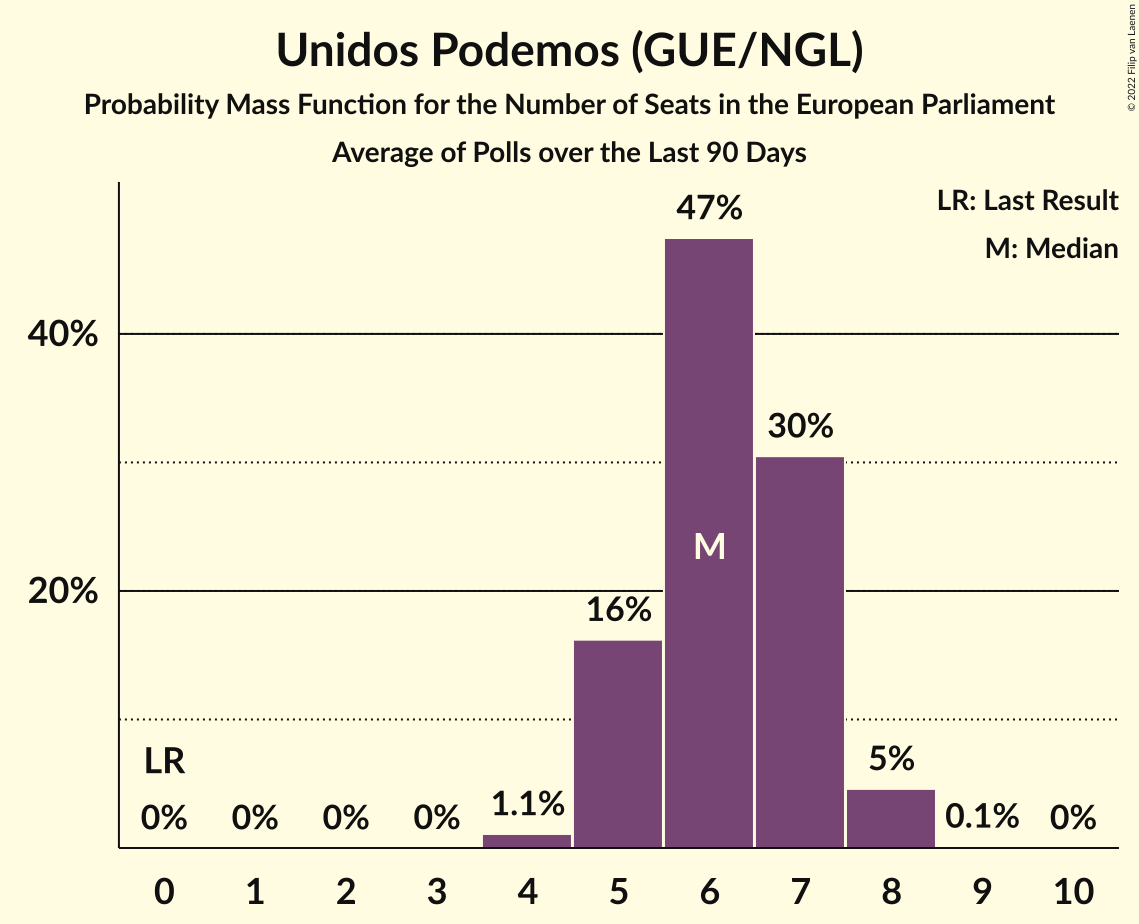 Unidos Podemos (GUE/NGL)
Probability Mass Function for the Number of Seats in the European Parliament
Average of Polls over the Last 90 Days
© 2022 Filip van Laenen
LR: Last Result
M: Median
47%
40%
30%
M
20%
16%
LR
5%
0% 0% 0% 0% 1.1% 0.1% 0%
0 1 2 3 4 5 6 7 8 9 10